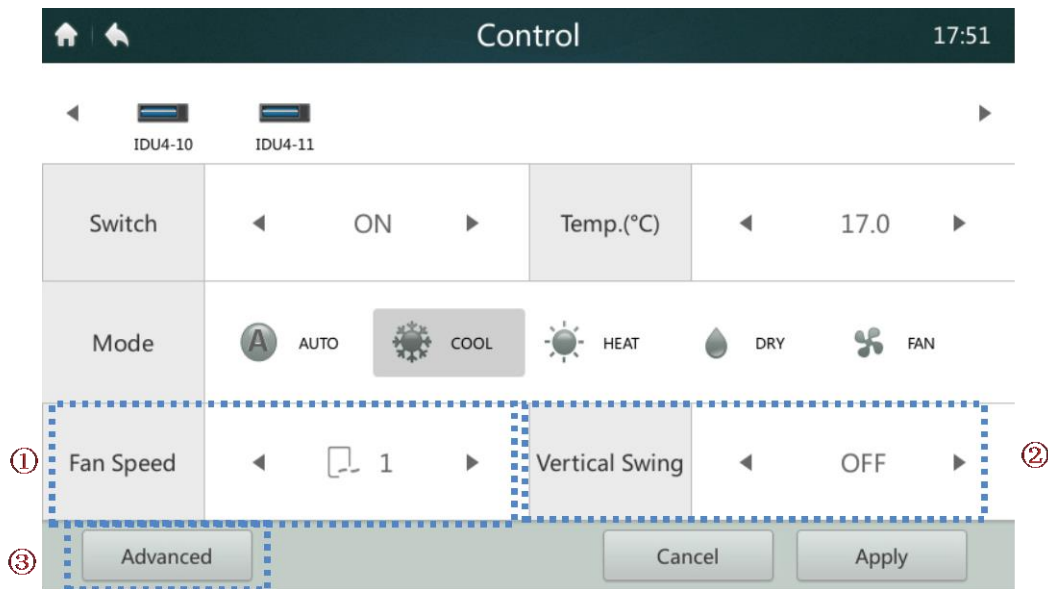 Control 17:51
IDU4-10 IDU4-11
Switch ON Temp.(°C) 17.0
Mode A AUTO COOL HEAT DRY FAN
① Fan Speed 1 Vertical Swing OFF ②
③ Advanced Cancel Apply